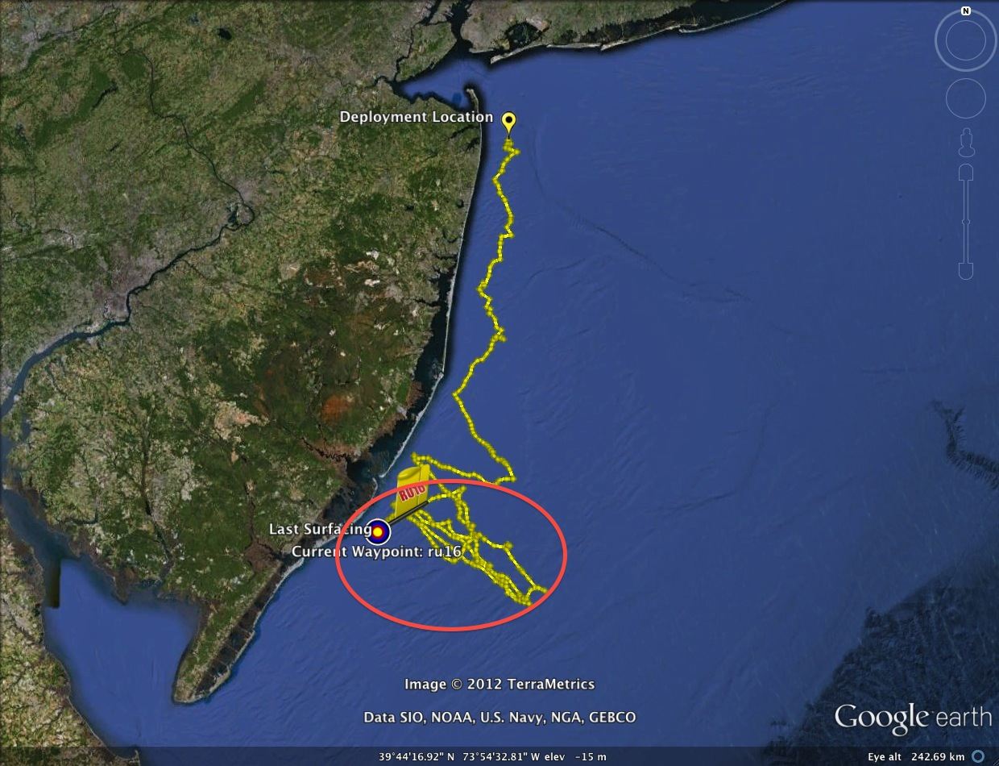 N
Deployment Location
RU16
Last Surfacing
Current Waypoint: ru16
Image © 2012 TerraMetrics
Data SIO, NOAA, U.S. Navy, NGA, GEBCO
Google earth
39°44'16.92" N 73°54'32.81" W elev -15 m
Eye alt 242.69 km